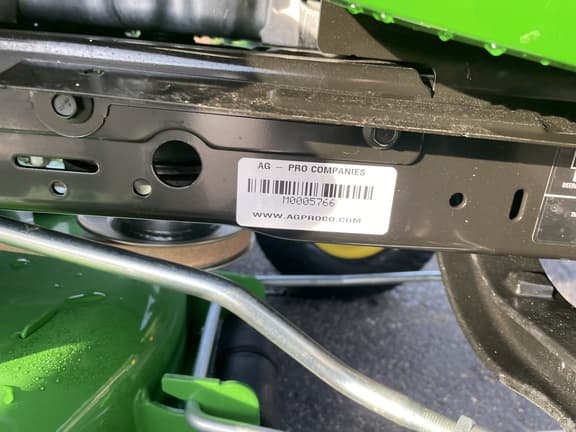 AG - PRO COMPANIES
M0005766
WWW.AGPROCO.COM